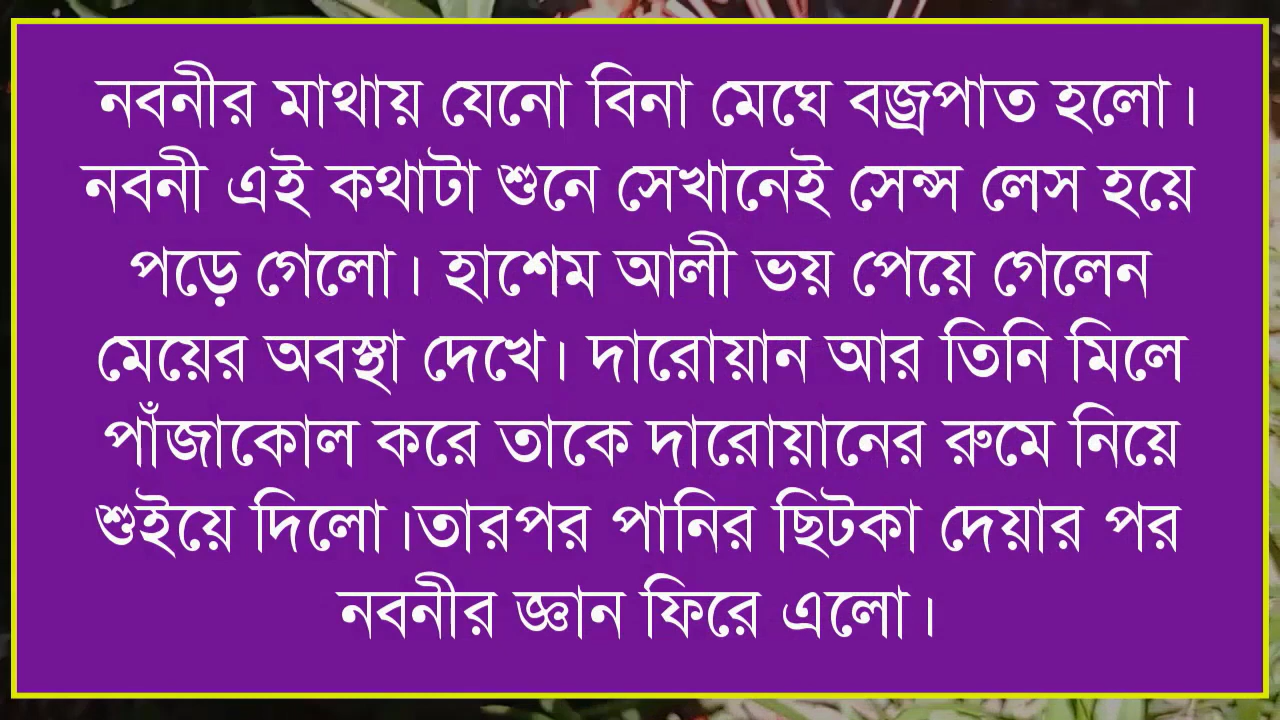 নবনীর মাথায় যেনো বিনা মেঘে বজ্রপাত হলো।
নবনী এই কথাটা শুনে সেখানেই সেন্স লেস হয়ে
পড়ে গেলো। হাশেম আলী ভয় পেয়ে গেলেন
মেয়ের অবস্থা দেখে। দারোয়ান আর তিনি মিলে
পাঁজাকোল করে তাকে দারোয়ানের রুমে নিয়ে
শুইয়ে দিলো।তারপর পানির ছিটকা দেয়ার পর
নবনীর জ্ঞান ফিরে এলো।